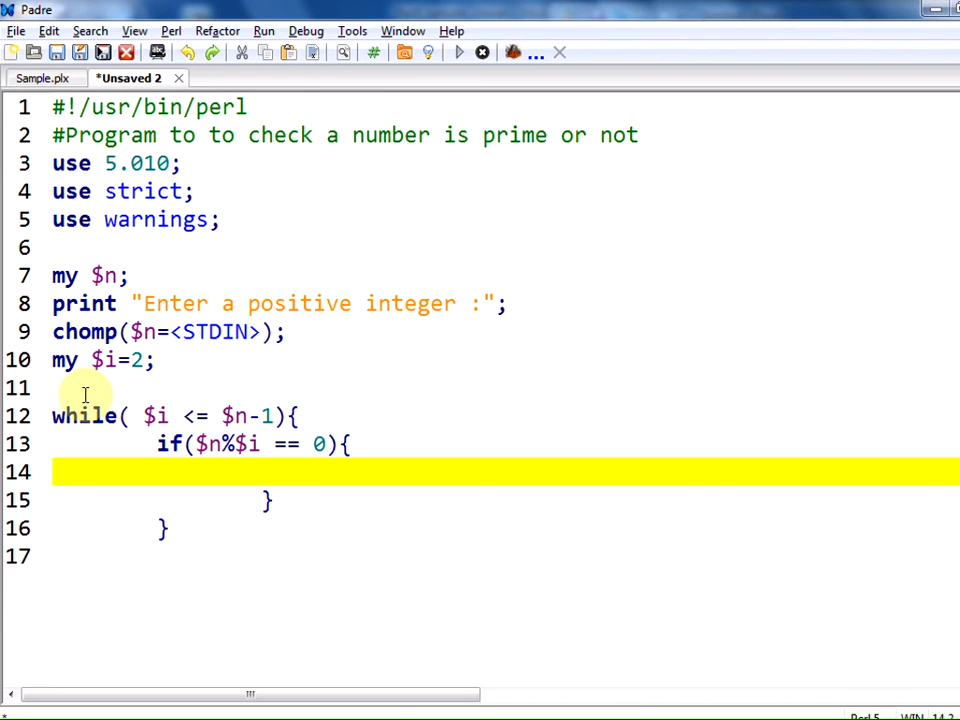 Padre
File Edit Search View Perl Refactor Run Debug Tools Window Help
Sample.plx *Unsaved 2
1 #!/usr/bin/perl
2 #Program to to check a number is prime or not
3 use 5.010;
4 use strict;
5 use warnings;
6
7 my $n;
8 print "Enter a positive integer :";
9 chomp($n=<STDIN>);
10 my $i=2;
11
12 while( $i <= $n-1){
13 if($n%$i == 0){
14
15 }
16 }
17